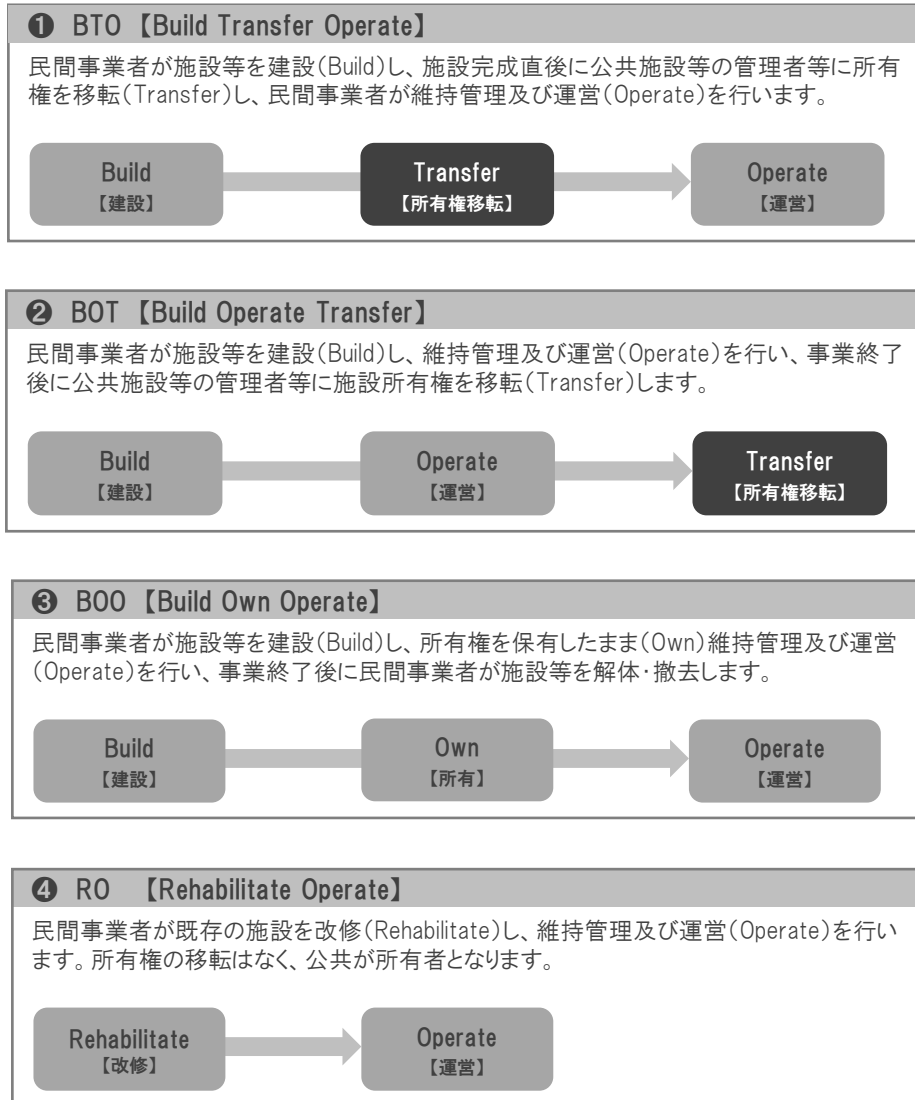 ❶ BTO 【Build Transfer Operate】
民間事業者が施設等を建設(Build)し、施設完成直後に公共施設等の管理者等に所有
権を移転(Transfer)し、民間事業者が維持管理及び運営(Operate)を行います。
Build
【建設】
Transfer
【所有権移転】
Operate
【運営】
❷ BOT 【Build Operate Transfer】
民間事業者が施設等を建設(Build)し、維持管理及び運営(Operate)を行い、事業終了
後に公共施設等の管理者等に施設所有権を移転(Transfer)します。
Build
【建設】
Operate
【運営】
Transfer
【所有権移転】
❸ BOO 【Build Own Operate】
民間事業者が施設等を建設(Build)し、所有権を保有したまま(Own)維持管理及び運営
(Operate)を行い、事業終了後に民間事業者が施設等を解体・撤去します。
Build
【建設】
Own
【所有】
Operate
【運営】
❹ RO 【Rehabilitate Operate】
民間事業者が既存の施設を改修(Rehabilitate)し、維持管理及び運営(Operate)を行い
ます。所有権の移転はなく、公共が所有者となります。
Rehabilitate
【改修】
Operate
【運営】